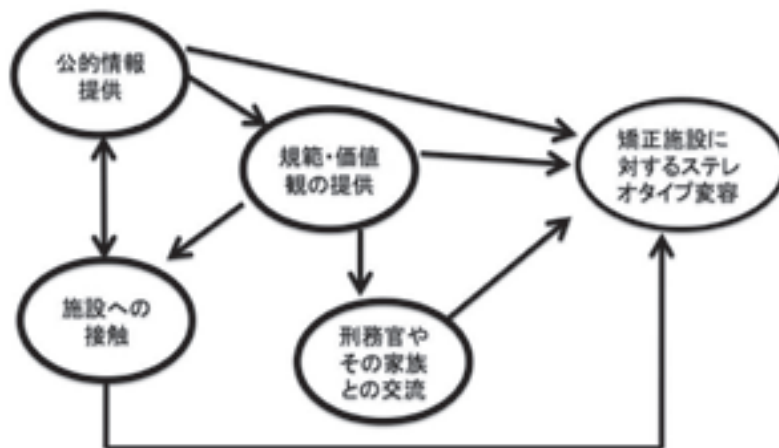 公的情報
提供
規範・価値
観の提供
矯正施設に
対するステレ
オタイプ変容
施設への
接触
刑務官や
その家族
との交流